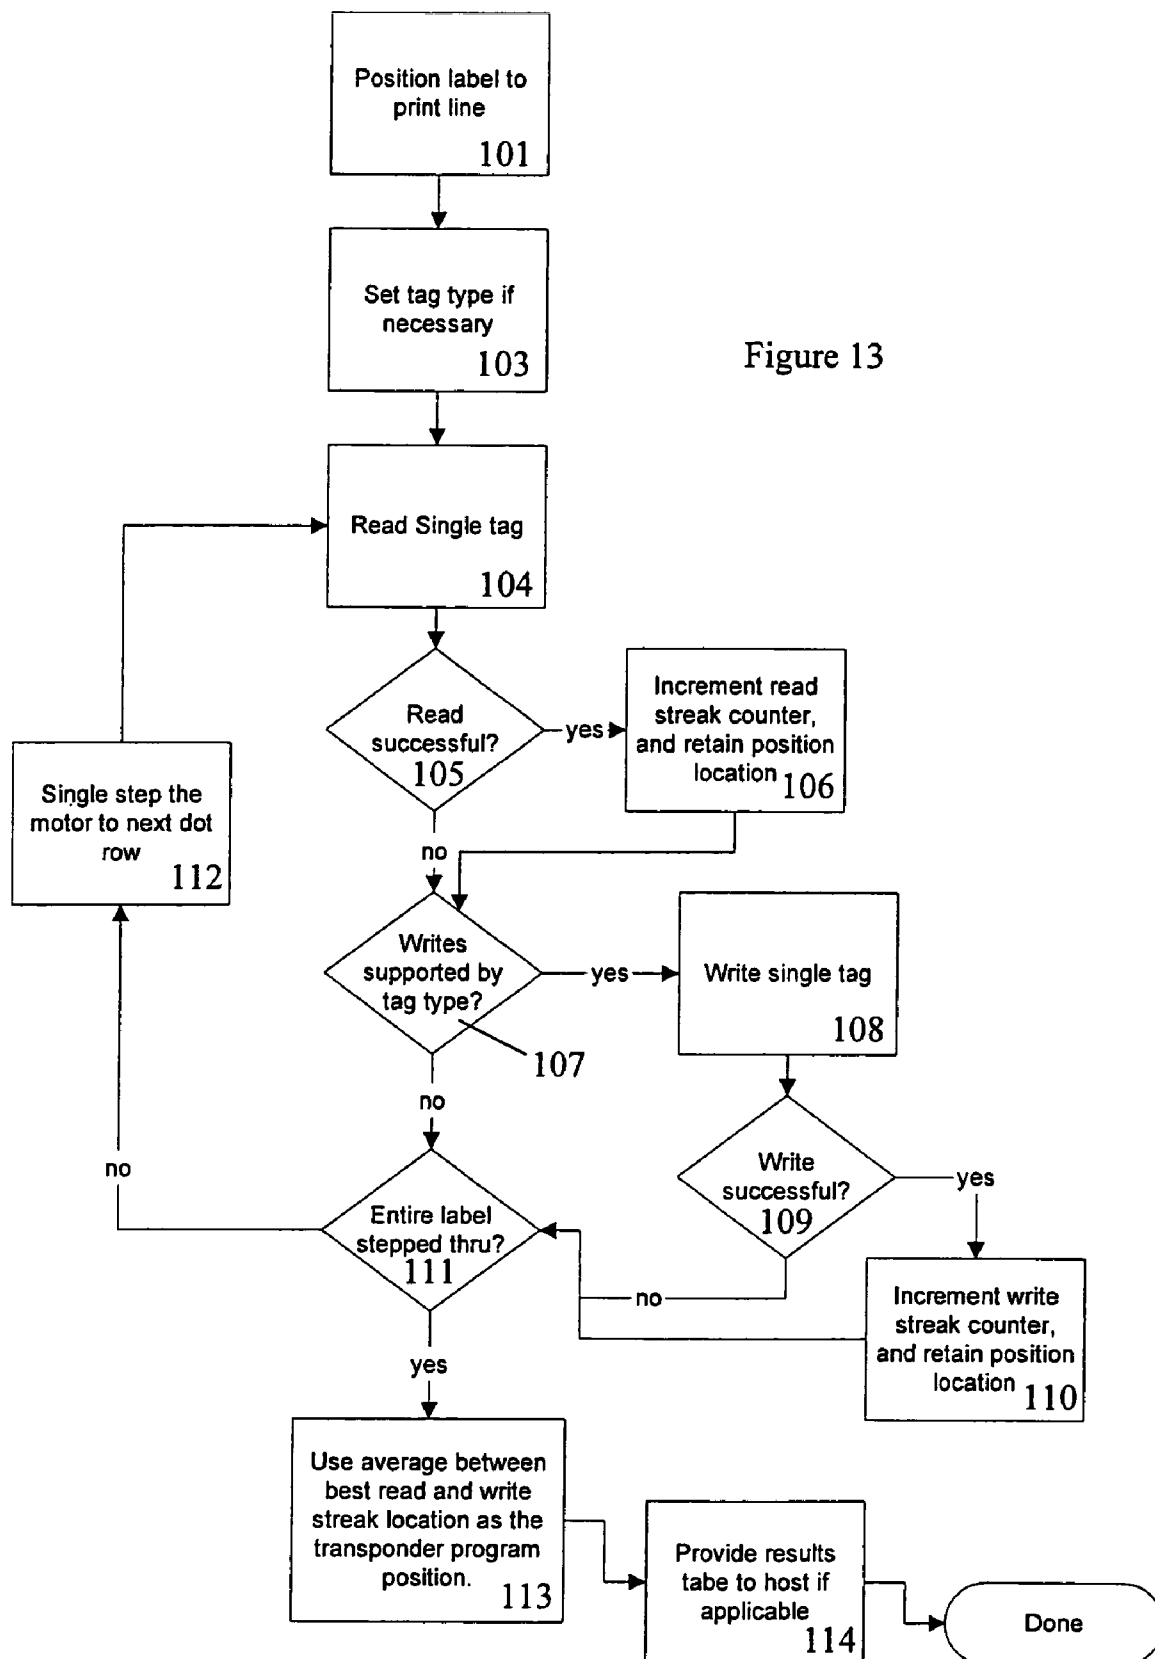 Position label to
print line
101
Set tag type if
necessary
103
Figure 13
Read Single tag
104
Read
successful?
105
yes
Increment read
streak counter,
and retain position
location
106
Single step the
motor to next dot
row
112
no
Writes
supported by
tag type?
107
yes
Write single tag
108
no
Write
successful?
109
yes
no
Entire label
stepped thru?
111
no
Increment write
streak counter,
and retain position
location
110
yes
Use average between
best read and write
streak location as the
transponder program
position.
113
Provide results
tabe to host if
applicable
114
Done